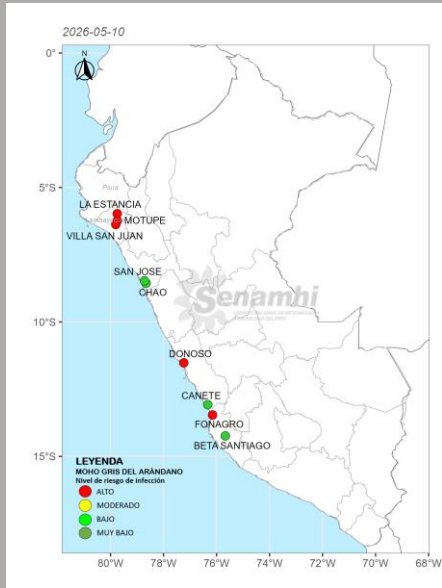 2026-05-10
N
0°
5°S
10°S
15°S
Piura
LA ESTANCIA
MOTUPE
VILLA SAN JUAN
SAN JOSE
CHAO
Senamhi
DONOSO
CANETE
FONAGRO
BETA SANTIAGO
LEYENDA
MOHO GRIS DEL ARÁNDANO
Nivel de riesgo de infección
ALTO
MODERADO
BAJO
MUY BAJO
80°W 78°W 76°W 74°W 72°W 70°W 68°W